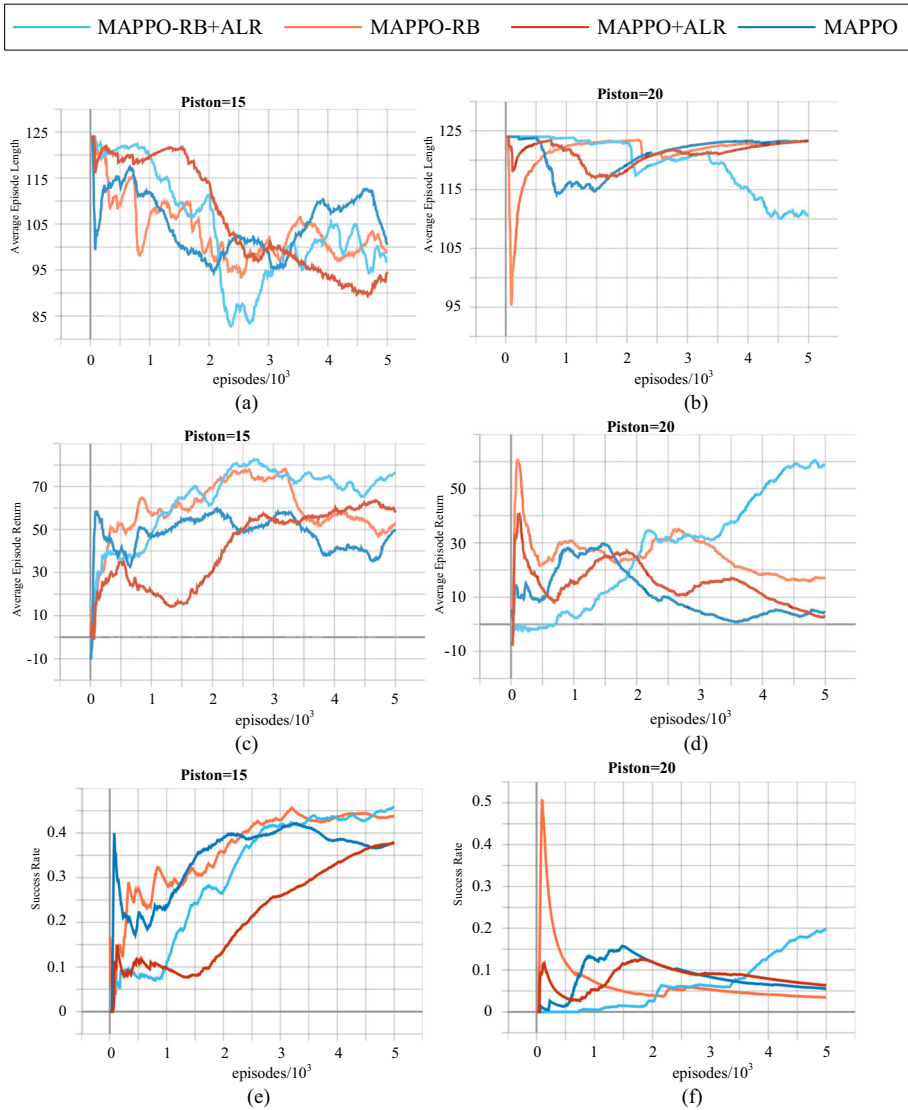 MAPPO-RB+ALR MAPPO-RB MAPPO+ALR MAPPO
Piston=15
Average Episode Length
125
115
105
95
85
0 1 2 3 4 5
episodes/10³
(a)
Piston=20
Average Episode Length
125
115
105
95
0 1 2 3 4 5
episodes/10³
(b)
Piston=15
Average Episode Return
70
50
30
10
-10
0 1 2 3 4 5
episodes/10³
(c)
Piston=20
Average Episode Return
50
30
10
-10
0 1 2 3 4 5
episodes/10³
(d)
Piston=15
Success Rate
0.4
0.3
0.2
0.1
0
0 1 2 3 4 5
episodes/10³
(e)
Piston=20
Success Rate
0.5
0.4
0.3
0.2
0.1
0
0 1 2 3 4 5
episodes/10³
(f)